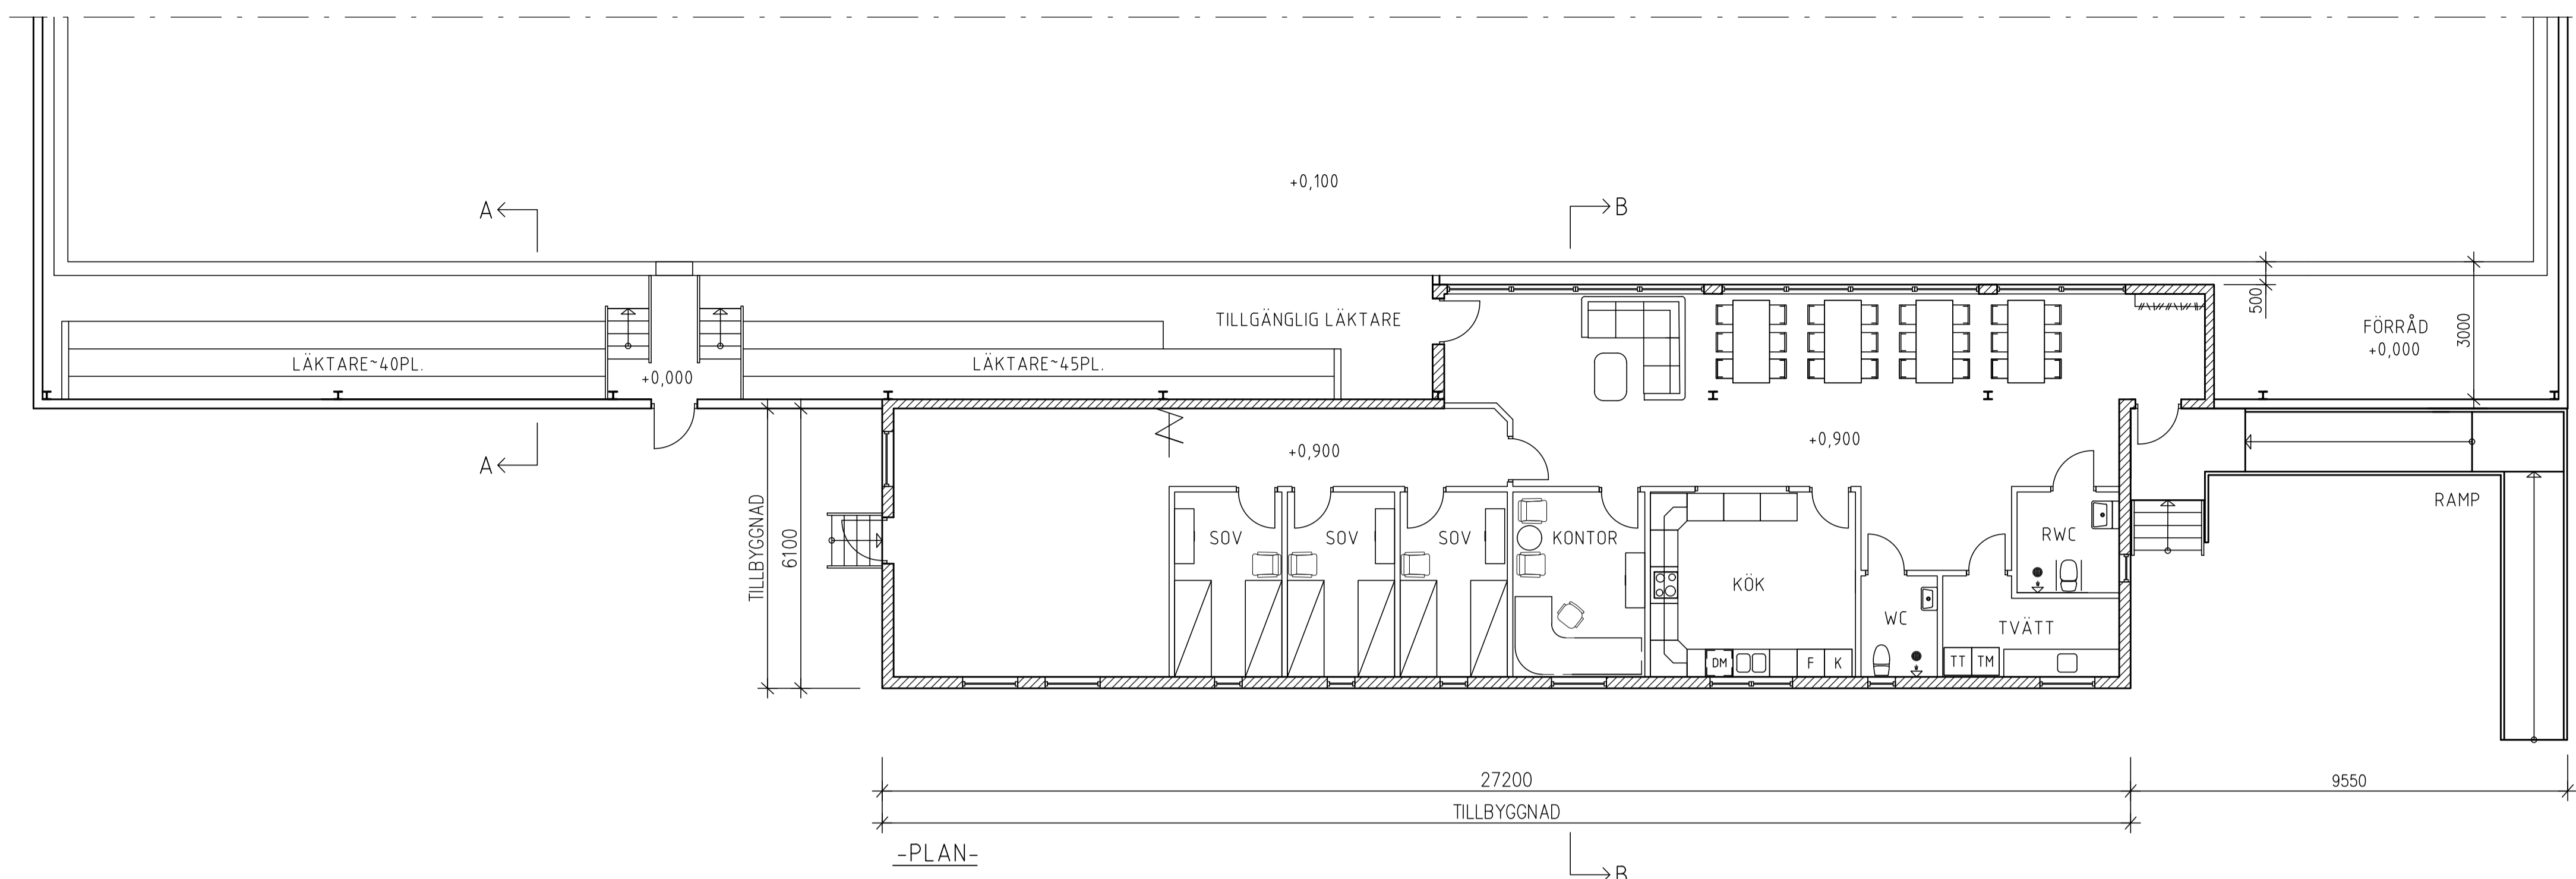 +0,100
A
B
TILLGÄNGLIG LÄKTARE
500
3000
FÖRRÅD
+0,000
LÄKTARE~40PL.
+0,000
LÄKTARE~45PL.
A
+0,900
+0,900
TILLBYGGNAD
6100
SOV
SOV
SOV
KONTOR
KÖK
RWC
RAMP
WC
TVÄTT
DM
F
K
TT
TM
27200
9550
TILLBYGGNAD
-PLAN-
B